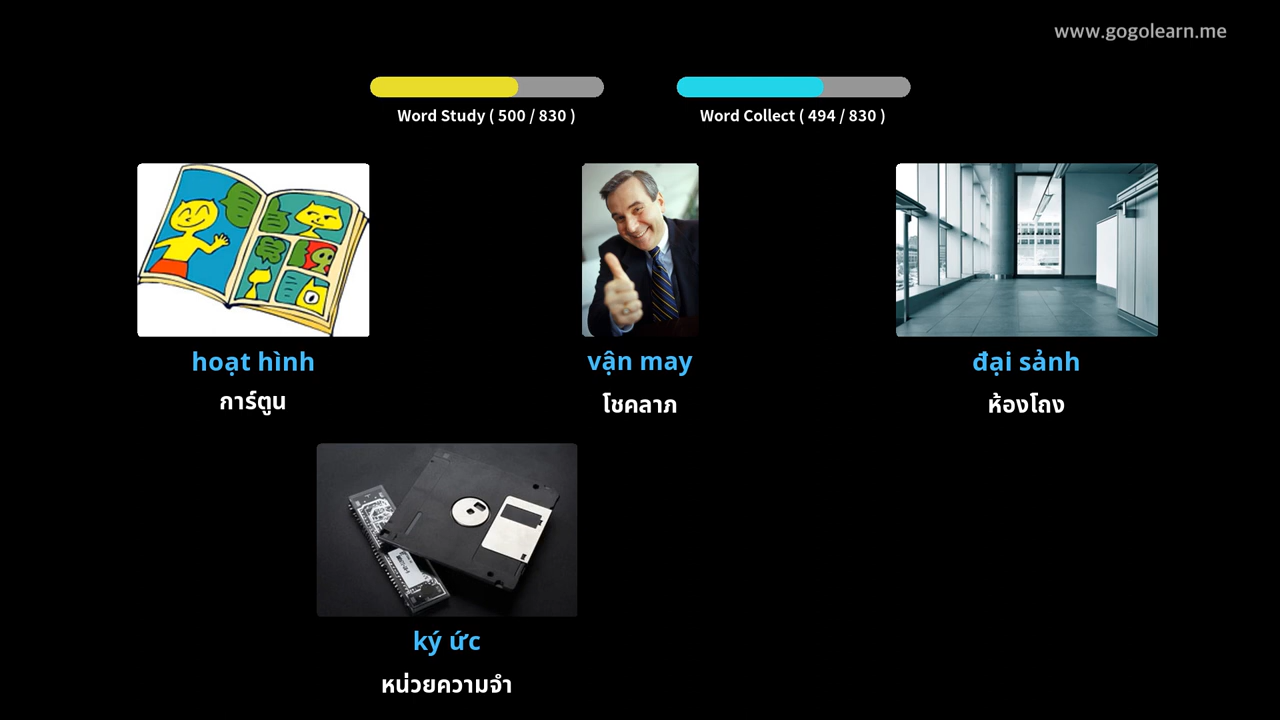 www.gogolearn.me
Word Study ( 500 / 830 )
Word Collect ( 494 / 830 )
hoạt hình
การ์ตูน
vận may
โชคลาภ
đại sảnh
ห้องโถง
ký ức
หน่วยความจำ